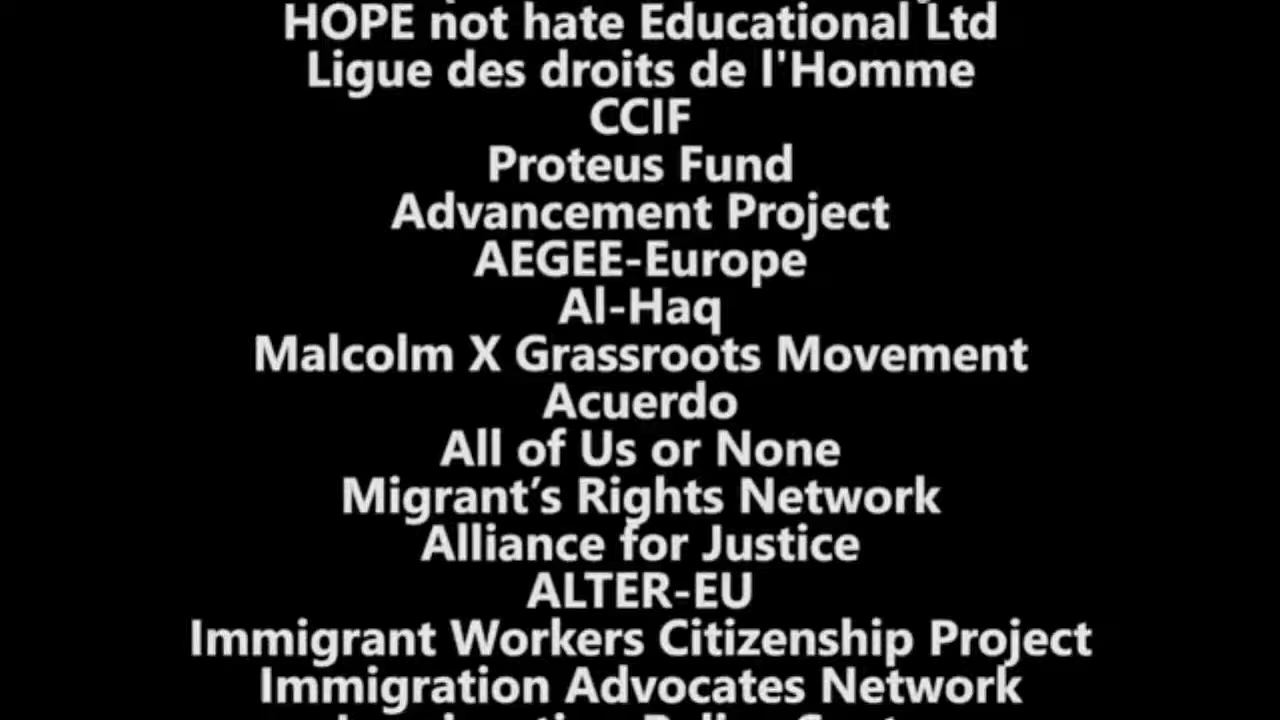 HOPE not hate Educational Ltd
Ligue des droits de l'Homme
CCIF
Proteus Fund
Advancement Project
AEGEE-Europe
Al-Haq
Malcolm X Grassroots Movement
Acuerdo
All of Us or None
Migrant’s Rights Network
Alliance for Justice
ALTER-EU
Immigrant Workers Citizenship Project
Immigration Advocates Network